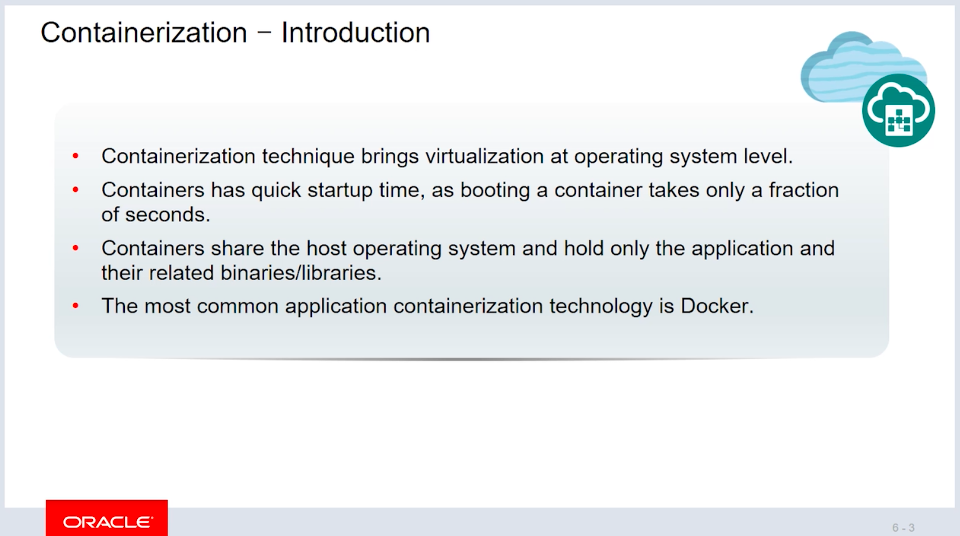 Containerization – Introduction
• Containerization technique brings virtualization at operating system level.
• Containers has quick startup time, as booting a container takes only a fraction
of seconds.
• Containers share the host operating system and hold only the application and
their related binaries/libraries.
• The most common application containerization technology is Docker.
ORACLE
6 - 3